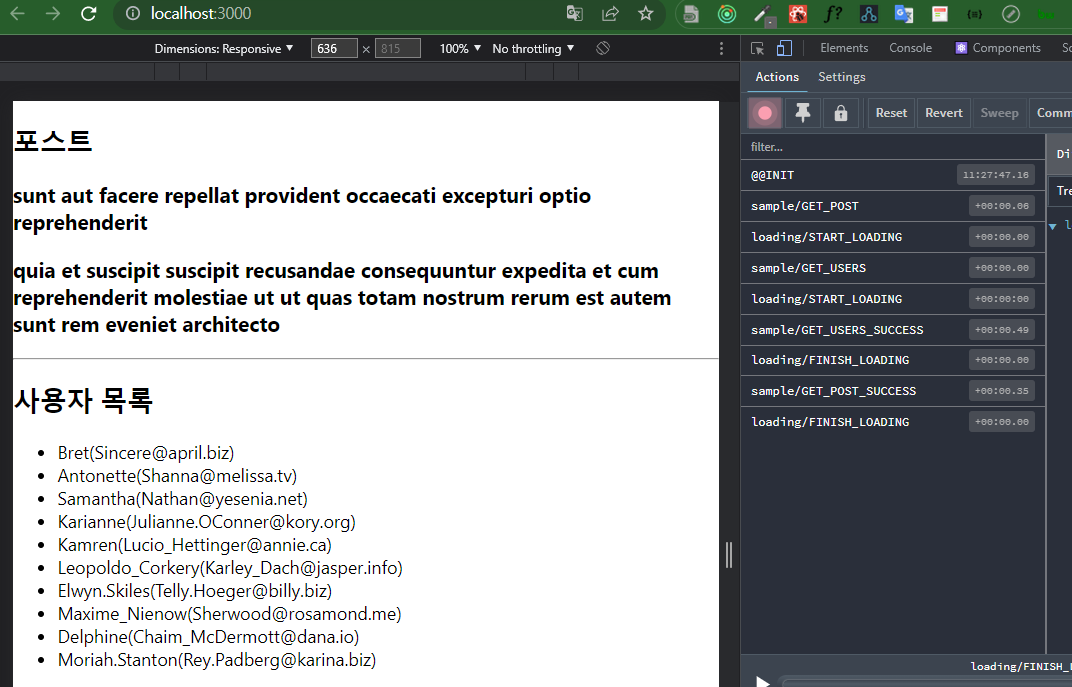 localhost:3000
Dimensions: Responsive ▼ 636 × 815 100% ▼ No throttling ▼
Elements Console Components
Actions Settings
Reset Revert Sweep Comm
filter...
@@INIT 11:27:47.16
sample/GET_POST +00:00.06
loading/START_LOADING +00:00.00
sample/GET_USERS +00:00.00
loading/START_LOADING +00:00:00
sample/GET_USERS_SUCCESS +00:00.49
loading/FINISH_LOADING +00:00.00
sample/GET_POST_SUCCESS +00:00.35
loading/FINISH_LOADING +00:00.00
Di
Tre
loading/FINISH_L
포스트
sunt aut facere repellat provident occaecati excepturi optio
reprehenderit
quia et suscipit suscipit recusandae consequuntur expedita et cum
reprehenderit molestiae ut ut quas totam nostrum rerum est autem
sunt rem eveniet architecto
사용자 목록
Bret(Sincere@april.biz)
Antonette(Shanna@melissa.tv)
Samantha(Nathan@yesenia.net)
Karianne(Julianne.OConner@kory.org)
Kamren(Lucio_Hettinger@annie.ca)
Leopoldo_Corkery(Karley_Dach@jasper.info)
Elwyn.Skiles(Telly.Hoeger@billy.biz)
Maxime_Nienow(Sherwood@rosamond.me)
Delphine(Chaim_McDermott@dana.io)
Moriah.Stanton(Rey.Padberg@karina.biz)